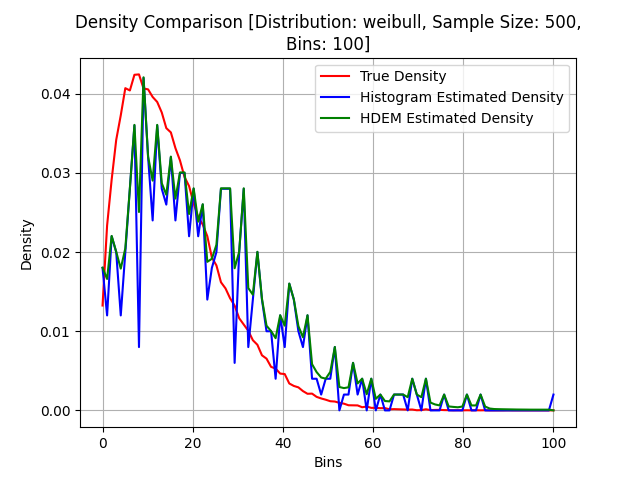 Density Comparison [Distribution: weibull, Sample Size: 500,
Bins: 100]
True Density
Histogram Estimated Density
HDEM Estimated Density
Density
0.04
0.03
0.02
0.01
0.00
0
20
40
60
80
100
Bins